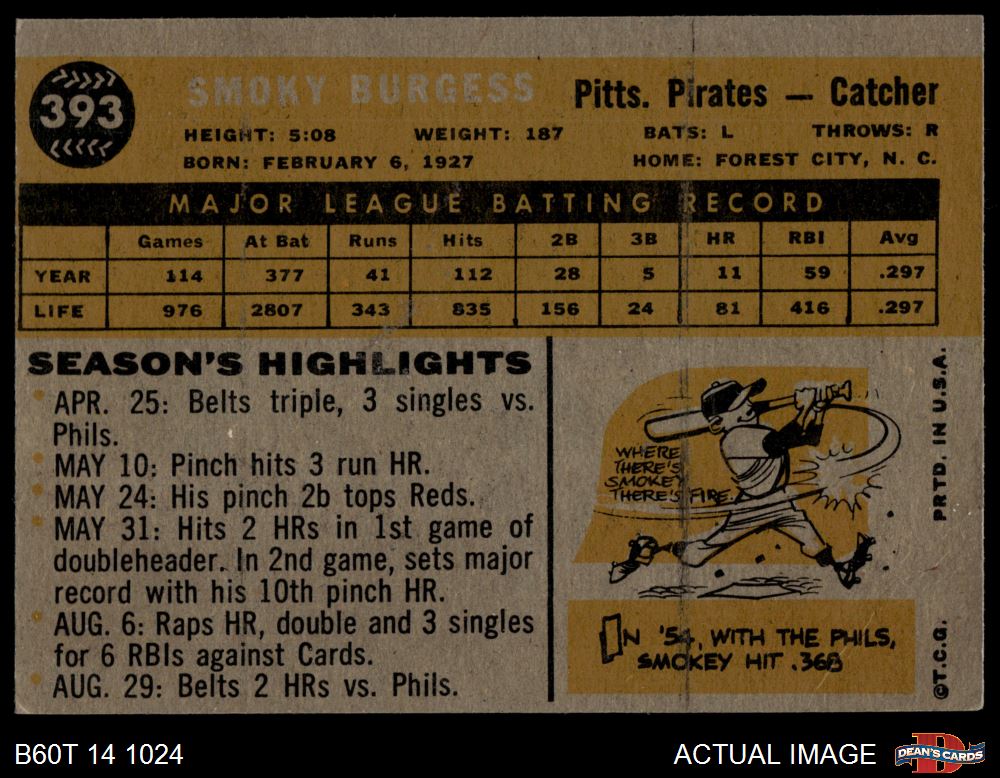 393
SMOKY BURGESS Pitts. Pirates — Catcher
HEIGHT: 5:08 WEIGHT: 187 BATS: L THROWS: R
BORN: FEBRUARY 6, 1927 HOME: FOREST CITY, N. C.
MAJOR LEAGUE BATTING RECORD
Games At Bat Runs Hits 2B 3B HR RBI Avg
YEAR 114 377 41 112 28 5 11 59 .297
LIFE 976 2807 343 835 156 24 81 416 .297
SEASON'S HIGHLIGHTS
APR. 25: Belts triple, 3 singles vs.
Phils.
MAY 10: Pinch hits 3 run HR.
MAY 24: His pinch 2b tops Reds.
MAY 31: Hits 2 HRs in 1st game of
doubleheader. In 2nd game, sets major
record with his 10th pinch HR.
AUG. 6: Raps HR, double and 3 singles
for 6 RBIs against Cards.
AUG. 29: Belts 2 HRs vs. Phils.
WHERE
THERE'S
SMOKEY
THERE'S FIRE.
IN '54, WITH THE PHILS,
SMOKEY HIT .368
PRTD. IN U.S.A.
©T.C.G.
B60T 14 1024
ACTUAL IMAGE
DEAN'S CARDS